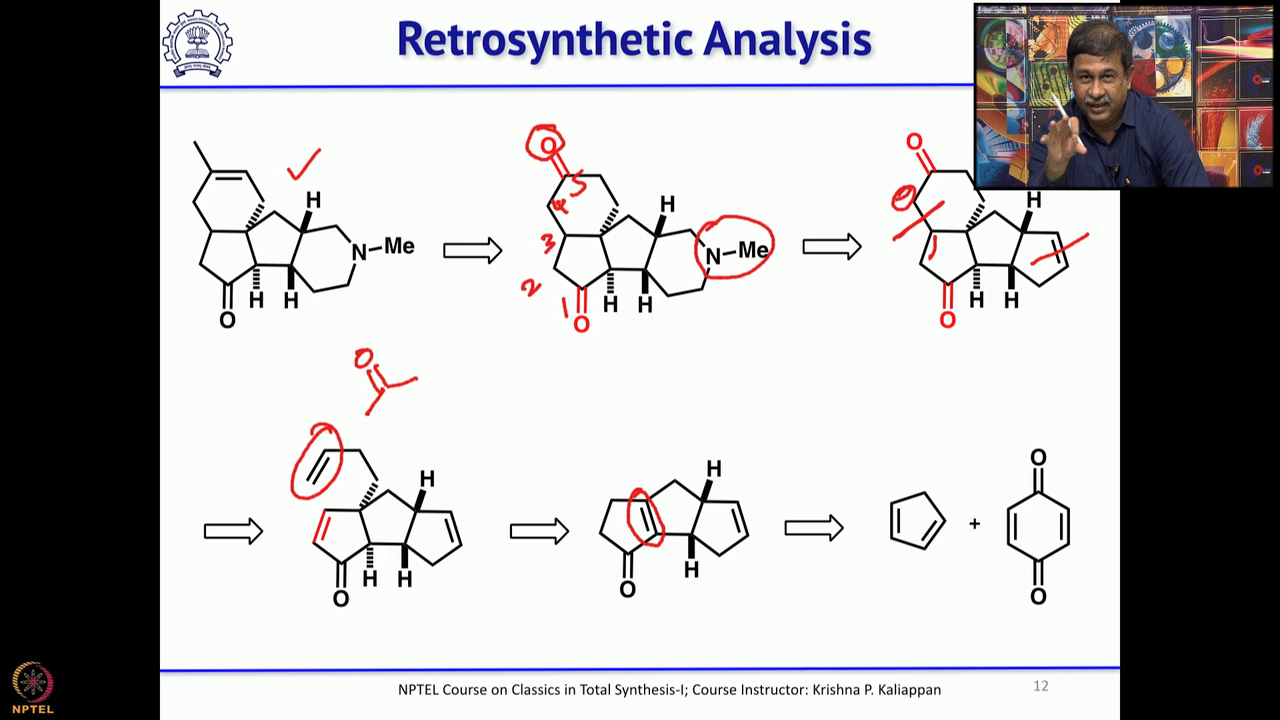 Retrosynthetic Analysis
H
N
Me
O
H
H
O
5
4
3
2
1
H
N
Me
O
H
H
O
H
O
H
H
O
H
O
H
H
H
O
H
O
+
O
NPTEL
NPTEL Course on Classics in Total Synthesis-I; Course Instructor: Krishna P. Kaliappan
12